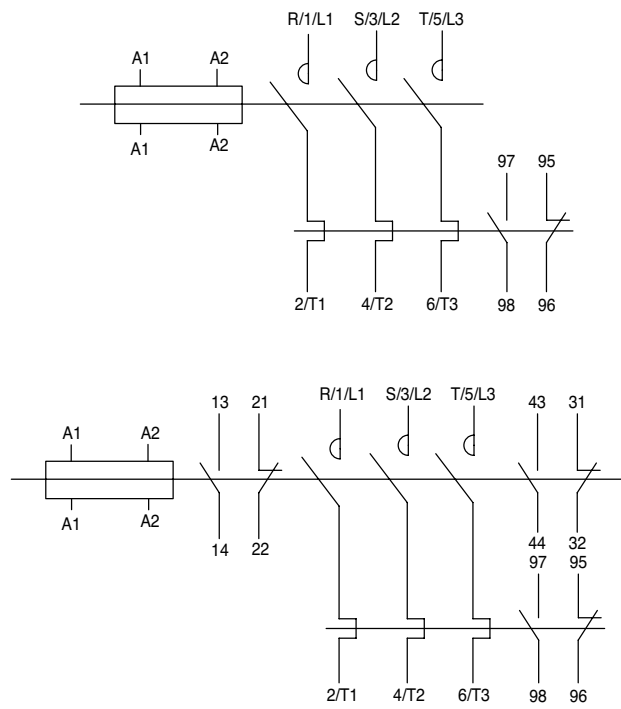 R/1/L1 S/3/L2 T/5/L3
A1 A2
A1 A2
97 95
2/T1 4/T2 6/T3 98 96
13 21 R/1/L1 S/3/L2 T/5/L3 43 31
A1 A2
A1 A2
14 22 44 32
97 95
2/T1 4/T2 6/T3 98 96